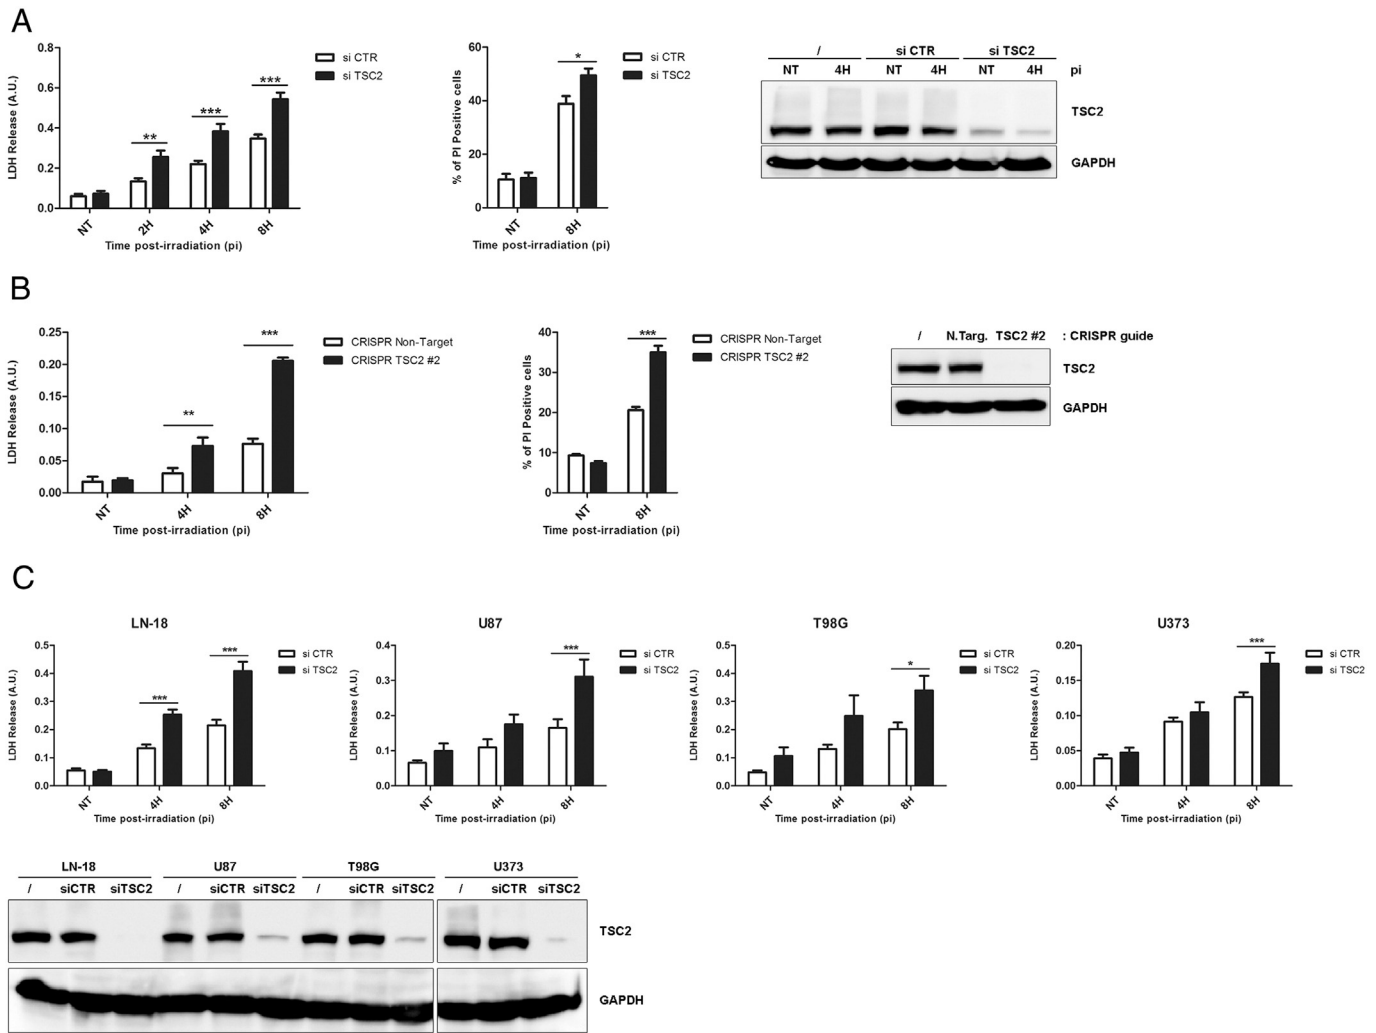 A
LDH Release (A.U.)
0.8
0.6
0.4
0.2
0.0
** *** ***
NT 2H 4H 8H
Time post-irradiation (pi)
si CTR
si TSC2
% of PI Positive cells
60
40
20
0
*
NT 8H
Time post-irradiation (pi)
si CTR
si TSC2
/ si CTR si TSC2
NT 4H NT 4H NT 4H pi
TSC2
GAPDH
B
LDH Release (A.U.)
0.25
0.20
0.15
0.10
0.05
0.00
** ***
NT 4H 8H
Time post-irradiation (pi)
CRISPR Non-Target
CRISPR TSC2 #2
% of PI Positive cells
40
30
20
10
0
***
NT 8H
Time post-irradiation (pi)
CRISPR Non-Target
CRISPR TSC2 #2
/ N.Targ. TSC2 #2 : CRISPR guide
TSC2
GAPDH
C
LN-18
LDH Release (A.U.)
0.5
0.4
0.3
0.2
0.1
0.0
*** ***
NT 4H 8H
Time post-irradiation (pi)
si CTR
si TSC2
U87
LDH Release (A.U.)
0.4
0.3
0.2
0.1
0.0
***
NT 4H 8H
Time post-irradiation (pi)
si CTR
si TSC2
T98G
LDH Release (A.U.)
0.5
0.4
0.3
0.2
0.1
0.0
*
NT 4H 8H
Time post-irradiation (pi)
si CTR
si TSC2
U373
LDH Release (A.U.)
0.20
0.15
0.10
0.05
0.00
***
NT 4H 8H
Time post-irradiation (pi)
si CTR
si TSC2
LN-18 U87 T98G U373
/ siCTR siTSC2 / siCTR siTSC2 / siCTR siTSC2 / siCTR siTSC2
TSC2
GAPDH